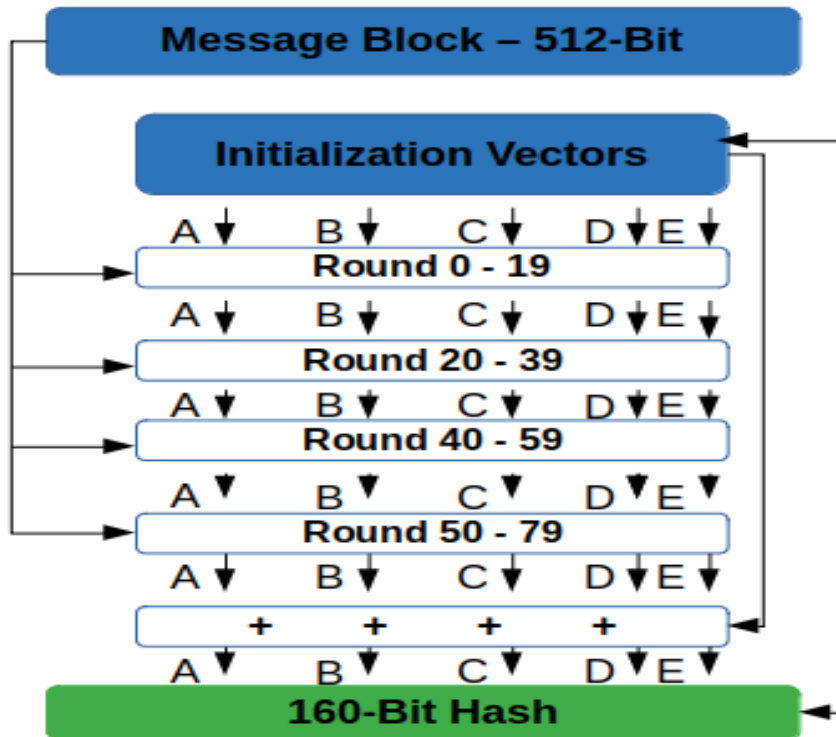 Message Block – 512-Bit
Initialization Vectors
A B C D E
Round 0 - 19
A B C D E
Round 20 - 39
A B C D E
Round 40 - 59
A B C D E
Round 50 - 79
A B C D E
+ + + +
A B C D E
160-Bit Hash